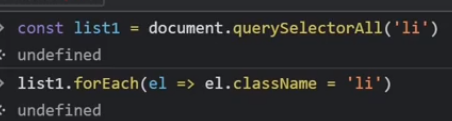 const list1 = document.querySelectorAll('li')
undefined
list1.forEach(el => el.className = 'li')
undefined